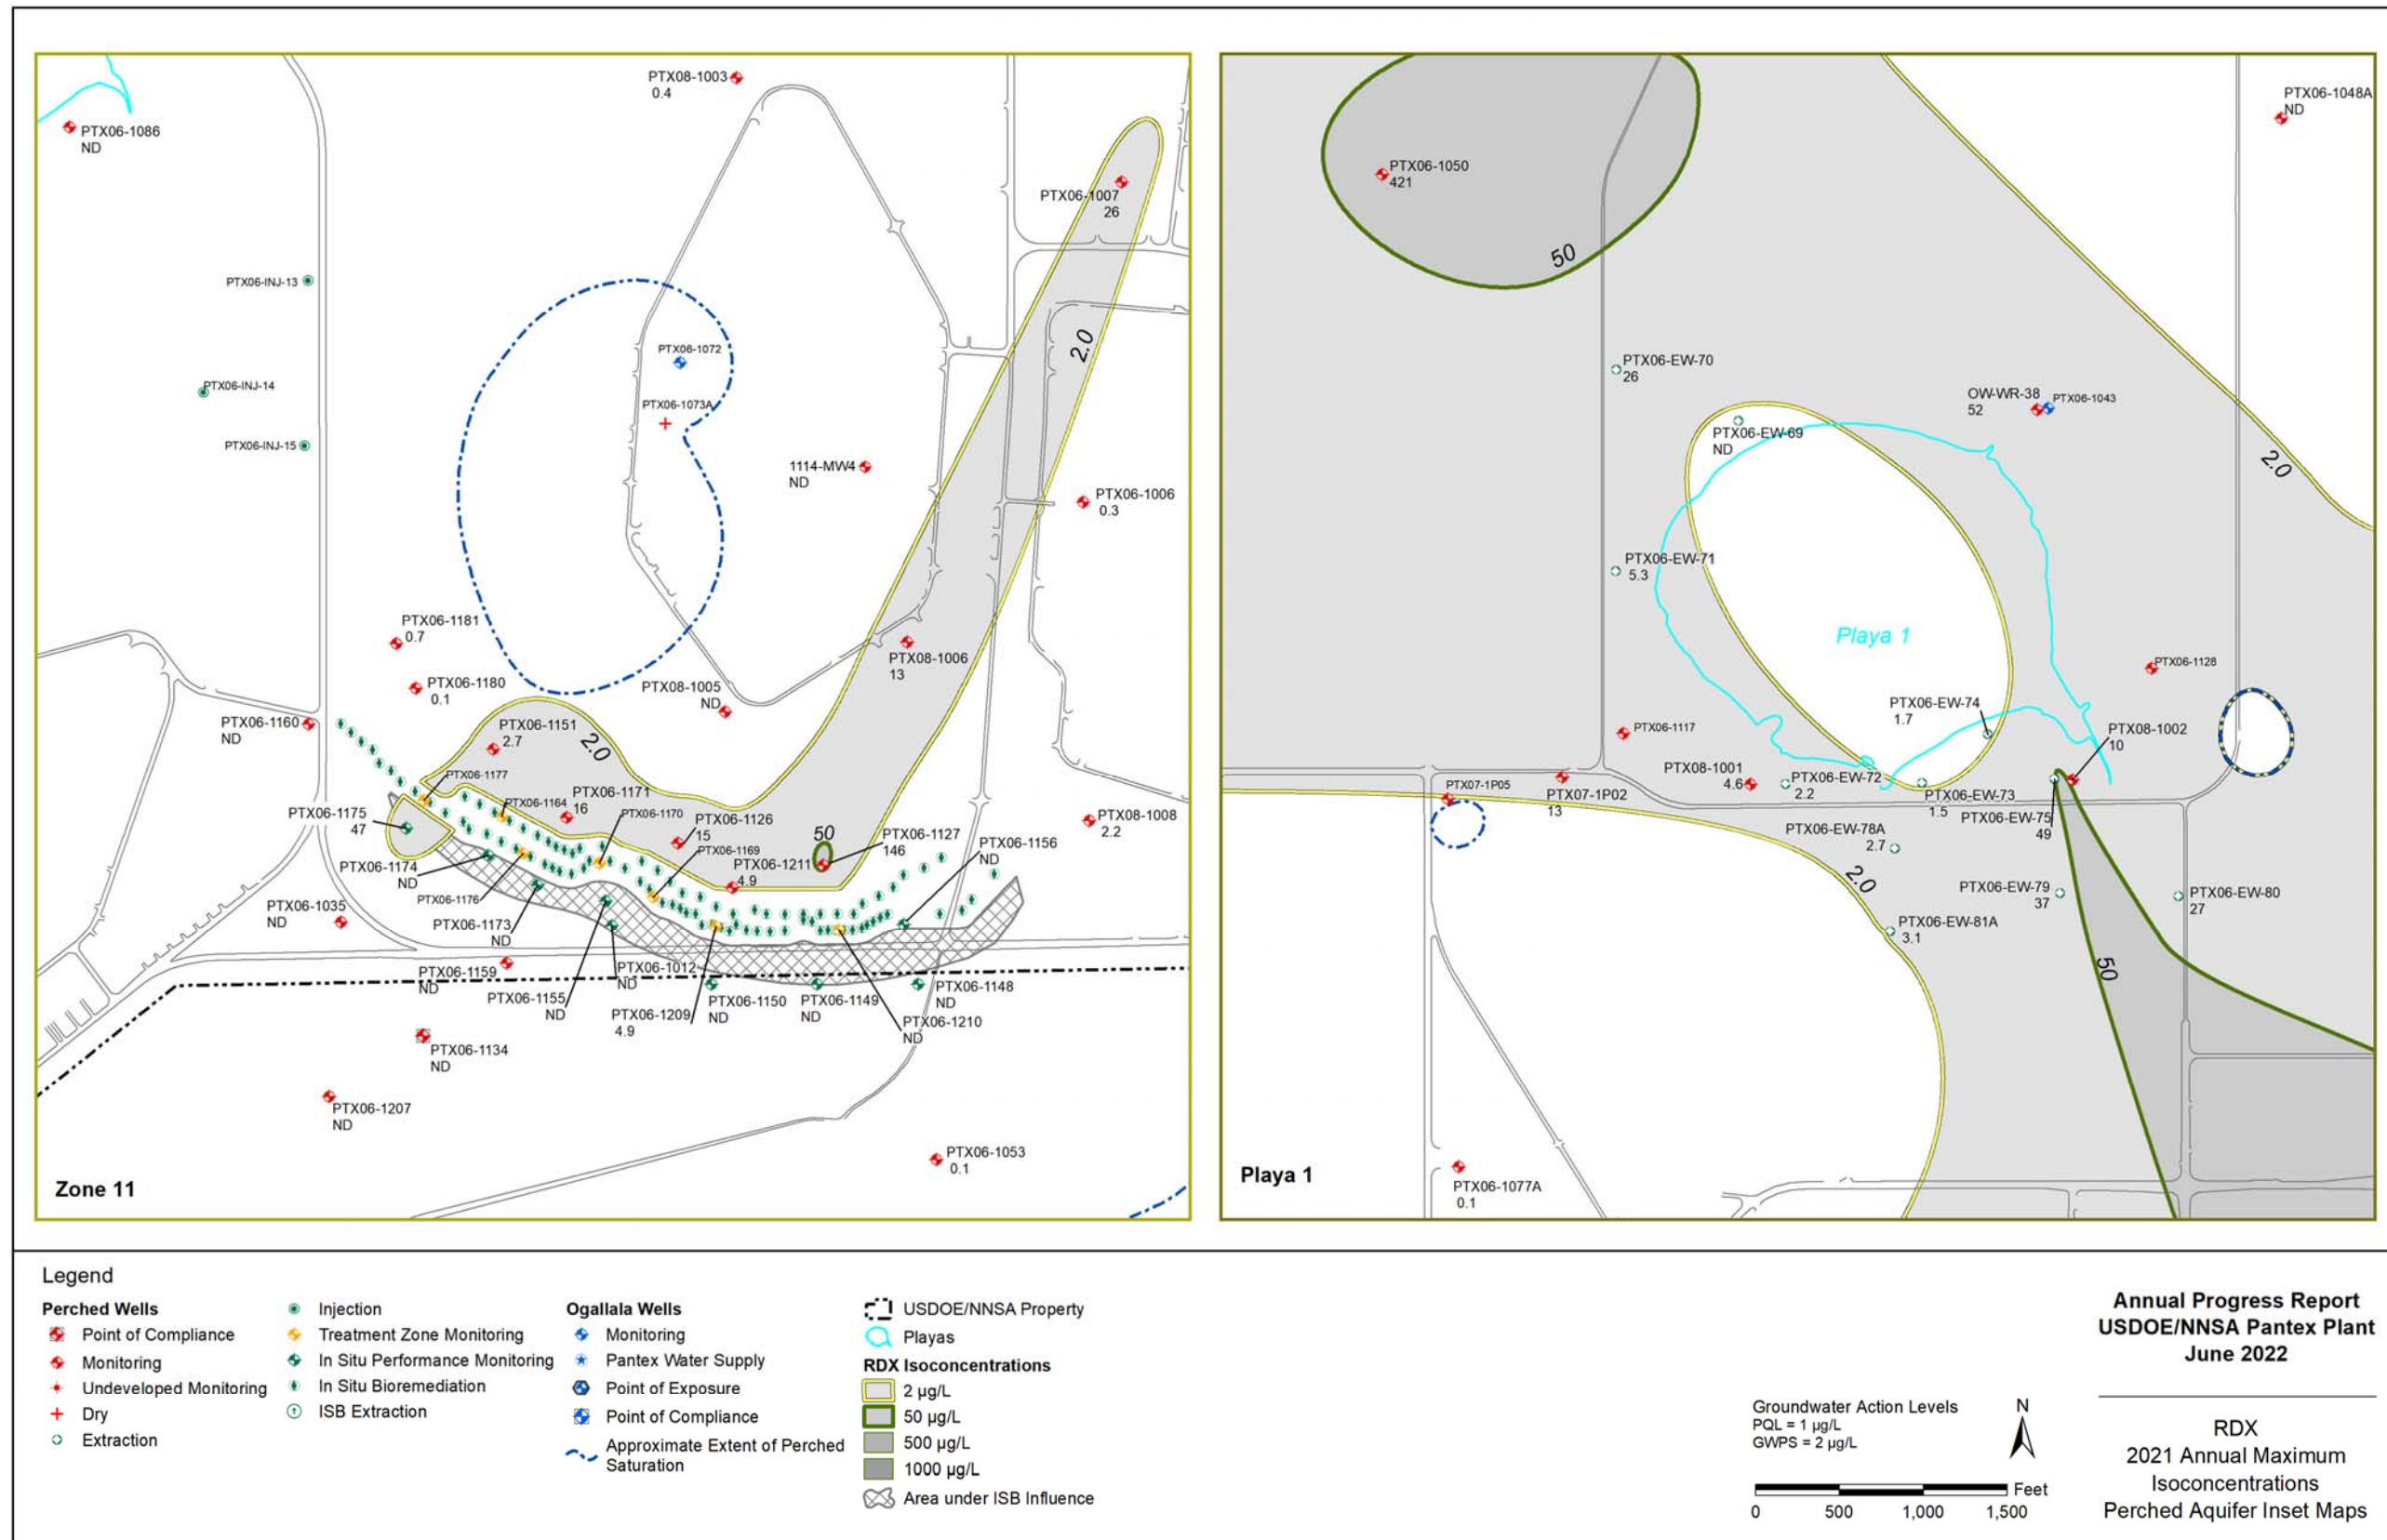 PTX08-1003
0.4
PTX06-1086
ND
PTX06-1007
26
PTX06-INJ-13
PTX06-1072
2.0
PTX06-INJ-14
PTX06-1073A
PTX06-INJ-15
1114-MW4
ND
PTX06-1006
0.3
PTX06-1181
0.7
PTX08-1006
13
PTX06-1180
0.1
PTX08-1005
ND
PTX06-1160
ND
PTX06-1151
2.7
2.0
PTX06-1177
PTX06-1164
PTX06-1171
16
PTX06-1170
PTX06-1175
47
PTX06-1126
15
PTX06-1169
50
PTX06-1127
146
PTX08-1008
2.2
PTX06-1156
ND
PTX06-1174
ND
PTX06-1211
4.9
PTX06-1176
PTX06-1035
ND
PTX06-1173
ND
PTX06-1159
ND
PTX06-1012
ND
PTX06-1155
ND
PTX06-1209
4.9
PTX06-1150
ND
PTX06-1149
ND
PTX06-1148
ND
PTX06-1210
ND
PTX06-1134
ND
PTX06-1207
ND
PTX06-1053
0.1
Zone 11
PTX06-1048A
ND
PTX06-1050
421
50
PTX06-EW-70
26
OW-WR-38
52
PTX06-1043
PTX06-EW-69
ND
2.0
PTX06-EW-71
5.3
Playa 1
PTX06-1128
PTX06-EW-74
1.7
PTX06-1117
PTX08-1002
10
PTX08-1001
4.6
PTX06-EW-72
2.2
PTX07-1P05
PTX07-1P02
13
PTX06-EW-73
1.5
PTX06-EW-75
49
PTX06-EW-78A
2.7
2.0
PTX06-EW-79
37
PTX06-EW-80
27
PTX06-EW-81A
3.1
50
PTX06-1077A
0.1
Playa 1
Legend
Perched Wells
Point of Compliance
Monitoring
Undeveloped Monitoring
Dry
Extraction
Injection
Treatment Zone Monitoring
In Situ Performance Monitoring
In Situ Bioremediation
ISB Extraction
Ogallala Wells
Monitoring
Pantex Water Supply
Point of Exposure
Point of Compliance
Approximate Extent of Perched
Saturation
USDOE/NNSA Property
Playas
RDX Isoconcentrations
2 µg/L
50 µg/L
500 µg/L
1000 µg/L
Area under ISB Influence
Groundwater Action Levels
PQL = 1 µg/L
GWPS = 2 µg/L
N
Feet
0 500 1,000 1,500
Annual Progress Report
USDOE/NNSA Pantex Plant
June 2022
RDX
2021 Annual Maximum
Isoconcentrations
Perched Aquifer Inset Maps